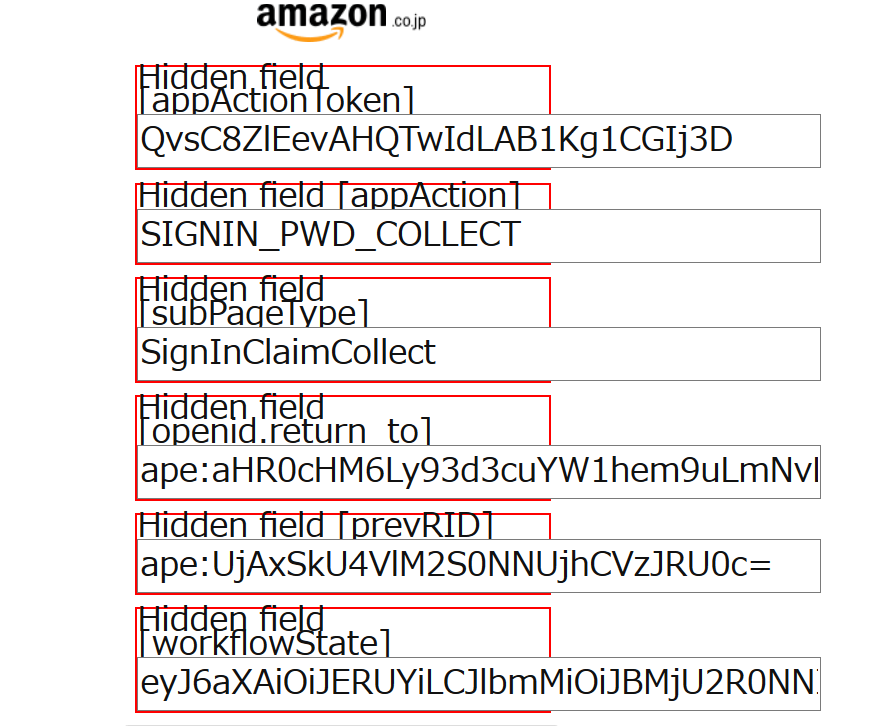 amazon.co.jp
Hidden field
[appActionToken]
QvsC8ZlEevAHQTwIdLAB1Kg1CGIj3D
Hidden field [appAction]
SIGNIN_PWD_COLLECT
Hidden field
[subPageType]
SignInClaimCollect
Hidden field
[openid.return_to]
ape:aHR0cHM6Ly93d3cuYW1hem9uLmNvL
Hidden field [prevRID]
ape:UjAxSkU4VlM2S0NNUjhCVzJRU0c=
Hidden field
[workflowState]
eyJ6aXAiOiJERUYiLCJlbmMiOiJBMjU2R0NN